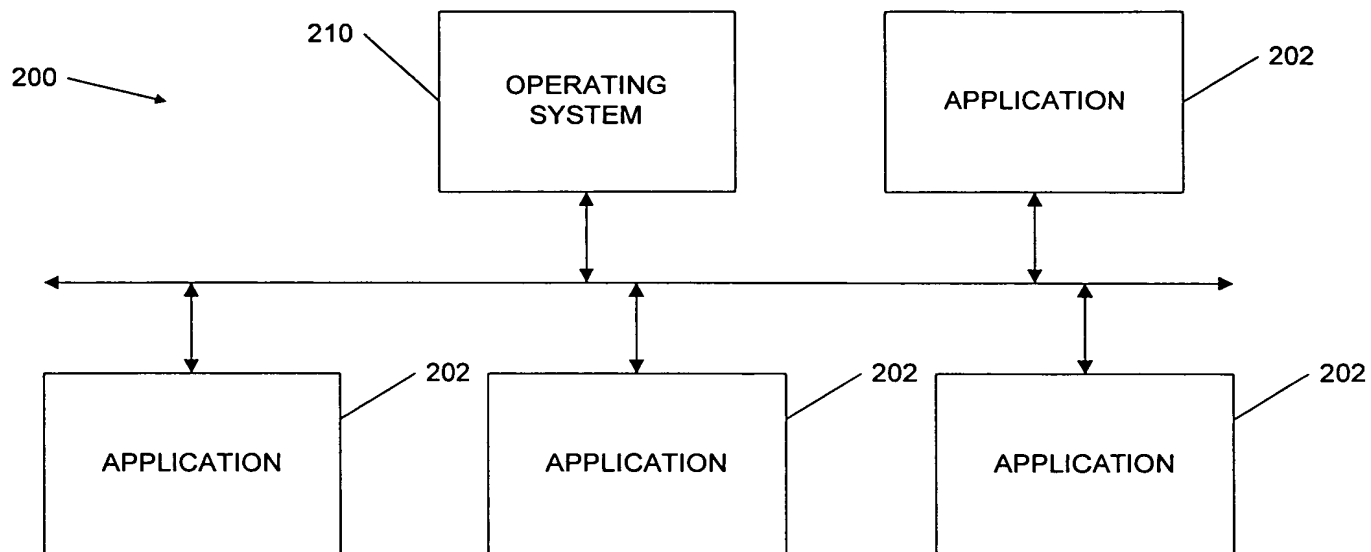 210
200
OPERATING
SYSTEM
APPLICATION
202
202
APPLICATION
202
APPLICATION
202
APPLICATION